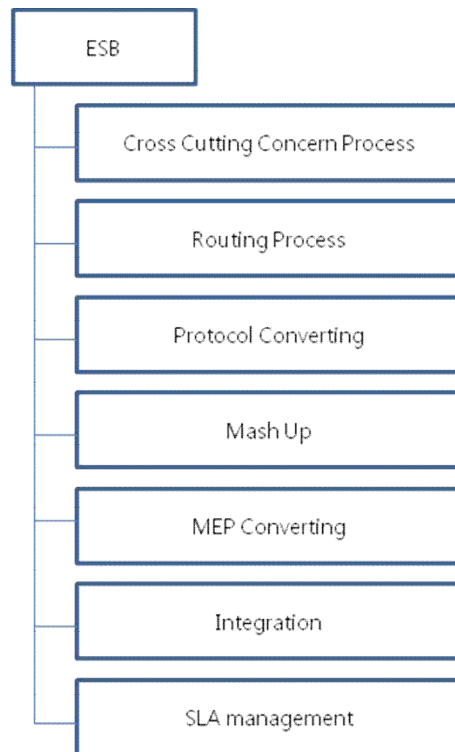 ESB
Cross Cutting Concern Process
Routing Process
Protocol Converting
Mash Up
MEP Converting
Integration
SLA management